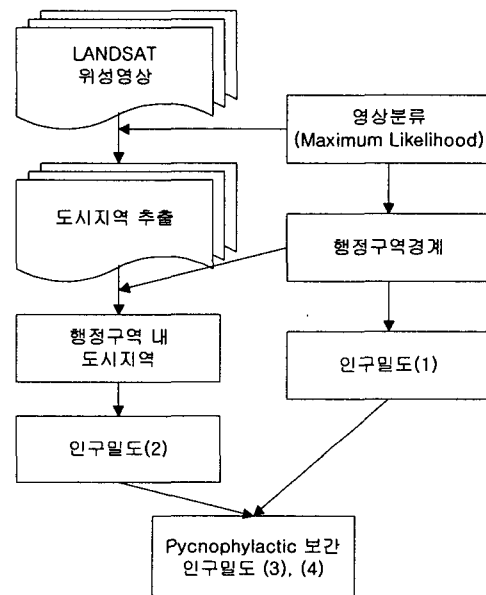 LANDSAT
위성영상
영상분류
(Maximum Likelihood)
도시지역 추출
행정구역경계
행정구역 내
도시지역
인구밀도(1)
인구밀도(2)
Pycnophylactic 보간
인구밀도 (3), (4)